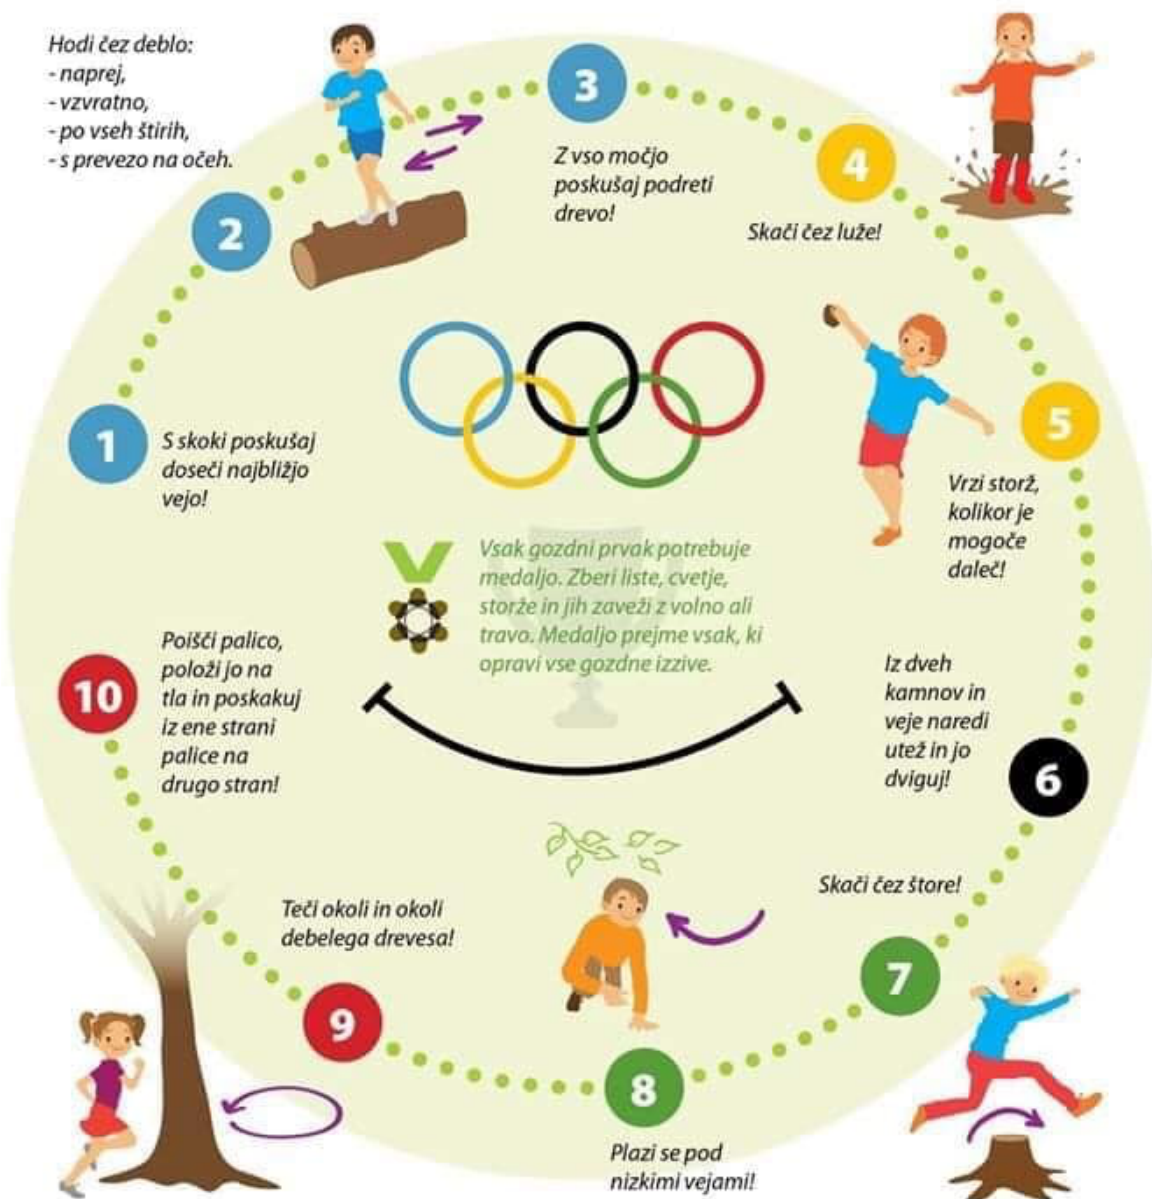 Hodi čez deblo:
- naprej,
- vzvratno,
- po vseh štirih,
- s prevezo na očeh.
1
S skoki poskušaj
doseči najbližjo
vejo!
2
3
Z vso močjo
poskušaj podreti
drevo!
4
Skači čez luže!
5
Vrzi storž,
kolikor je
mogoče
daleč!
Vsak gozdni prvak potrebuje
medaljo. Zberi liste, cvetje,
storže in jih zaveži z volno ali
travo. Medaljo prejme vsak, ki
opravi vse gozdne izzive.
6
Iz dveh
kamnov in
veje naredi
utež in jo
dviguj!
7
Skači čez štore!
8
Plazi se pod
nizkimi vejami!
9
Teči okoli in okoli
debelega drevesa!
10
Poišči palico,
položi jo na
tla in poskakuj
iz ene strani
palice na
drugo stran!